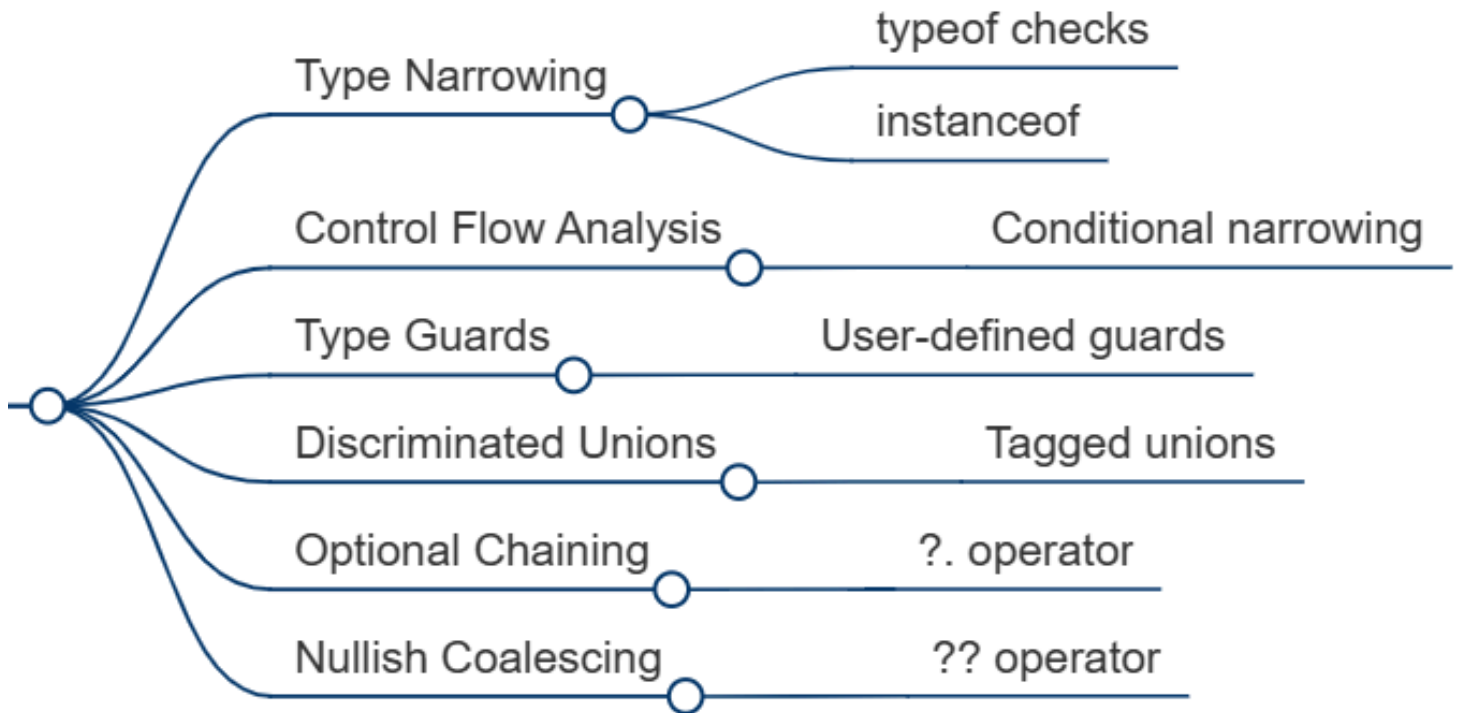 typeof checks
Type Narrowing
instanceof
Control Flow Analysis
Conditional narrowing
Type Guards
User-defined guards
Discriminated Unions
Tagged unions
Optional Chaining
?. operator
Nullish Coalescing
?? operator